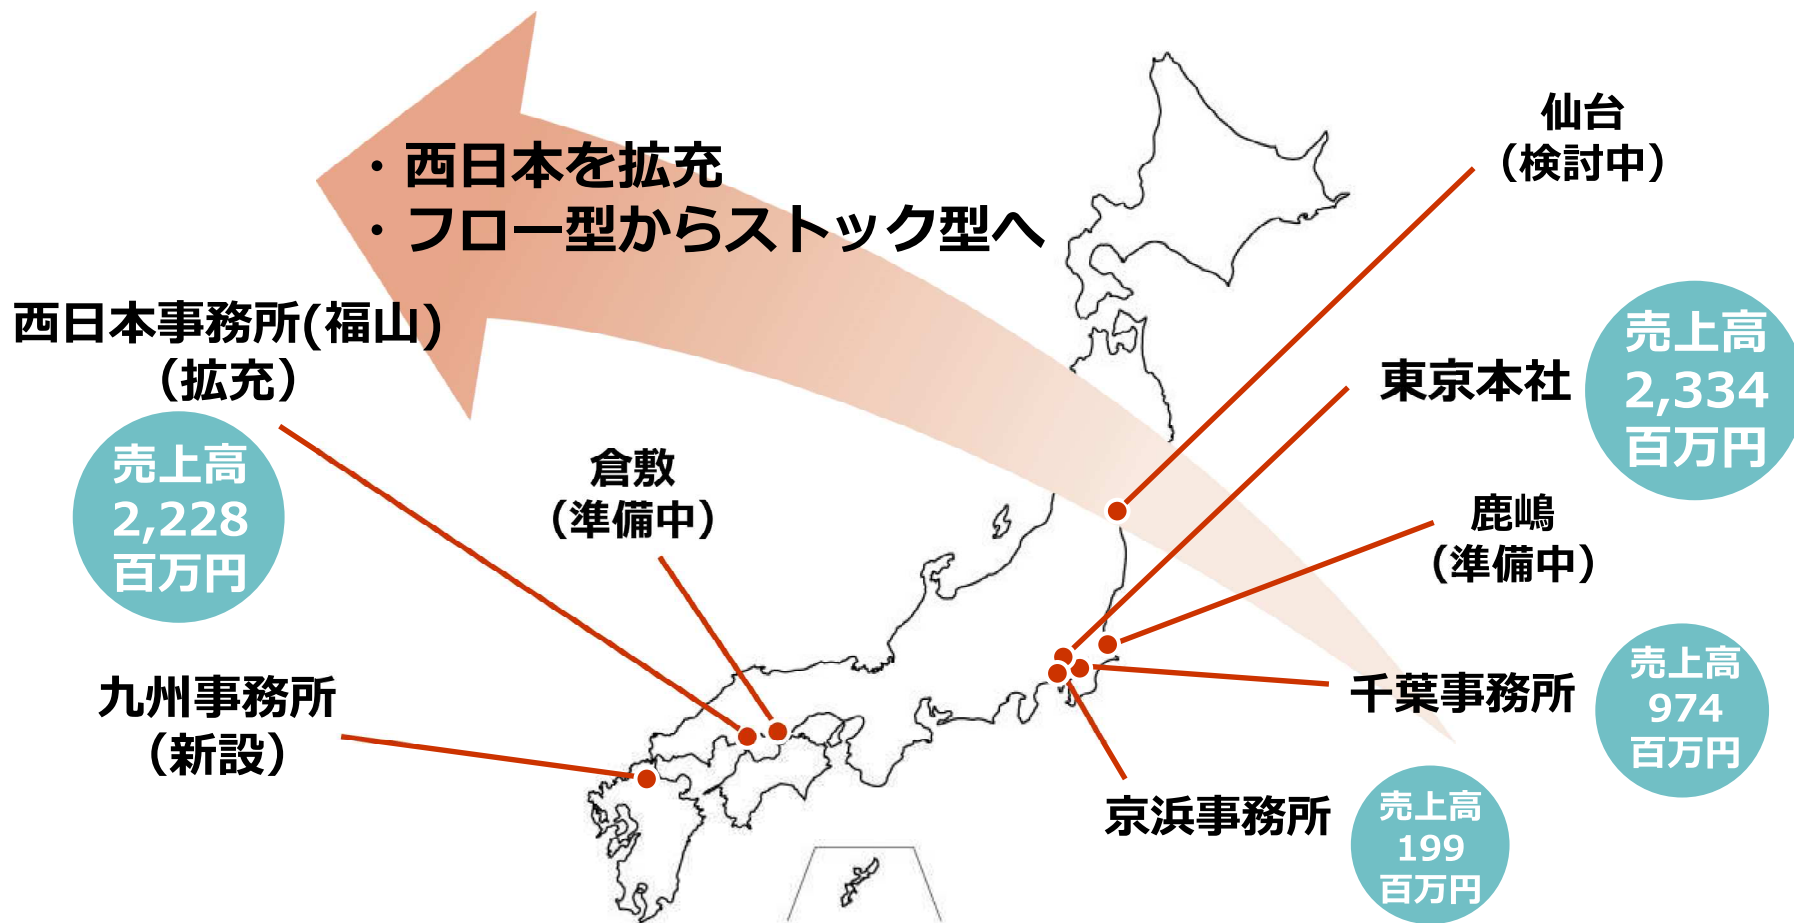 ・西日本を拡充
・フロー型からストック型へ
仙台
（検討中）
西日本事務所(福山)
（拡充）
売上高
2,228
百万円
倉敷
（準備中）
東京本社
売上高
2,334
百万円
鹿嶋
（準備中）
九州事務所
（新設）
千葉事務所
売上高
974
百万円
京浜事務所
売上高
199
百万円